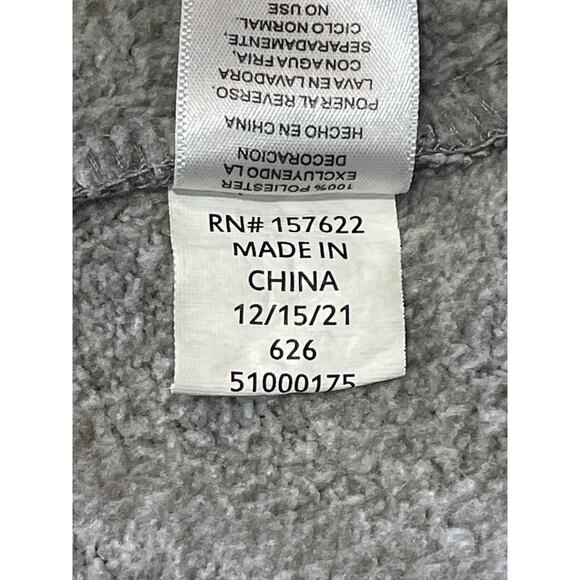 100% POLIESTER
EXCLUYENDO LA
DECORACION
HECHO EN CHINA
PONER AL REVERSO.
LAVA EN LAVADORA
CON AGUA FRIA,
SEPARADAMENTE,
CICLO NORMAL.
NO USE
RN# 157622
MADE IN
CHINA
12/15/21
626
51000175